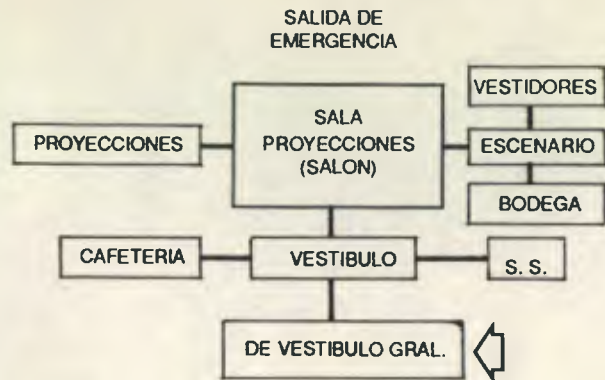 SALIDA DE
EMERGENCIA
VESTIDORES
SALA
PROYECCIONES
(SALON)
PROYECCIONES
ESCENARIO
BODEGA
CAFETERIA
VESTIBULO
S. S.
DE VESTIBULO GRAL.